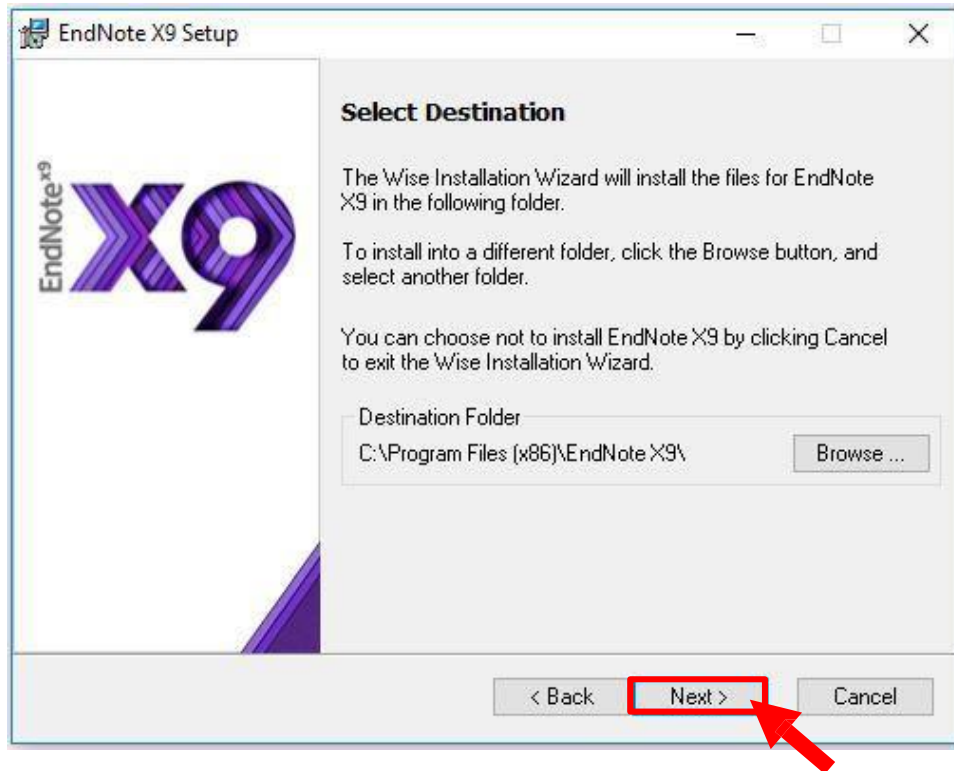 EndNote X9 Setup
EndNote x9
X9
Select Destination
The Wise Installation Wizard will install the files for EndNote
X9 in the following folder.
To install into a different folder, click the Browse button, and
select another folder.
You can choose not to install EndNote X9 by clicking Cancel
to exit the Wise Installation Wizard.
Destination Folder
C:\Program Files (x86)\EndNote X9\
Browse ...
< Back
Next >
Cancel